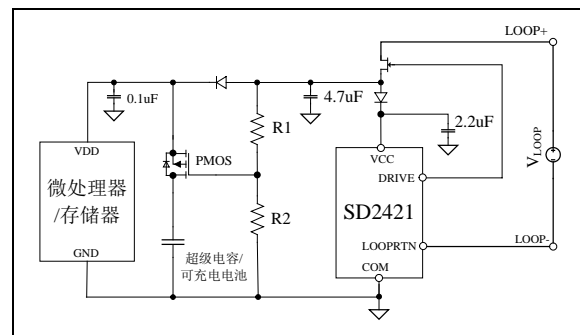 LOOP+
0.1uF
4.7uF
R1
2.2uF
VDD
PMOS
VCC
VLOOP
微处理器
/存储器
DRIVE
SD2421
R2
GND
超级电容/
可充电电池
LOOPRTN
LOOP-
COM